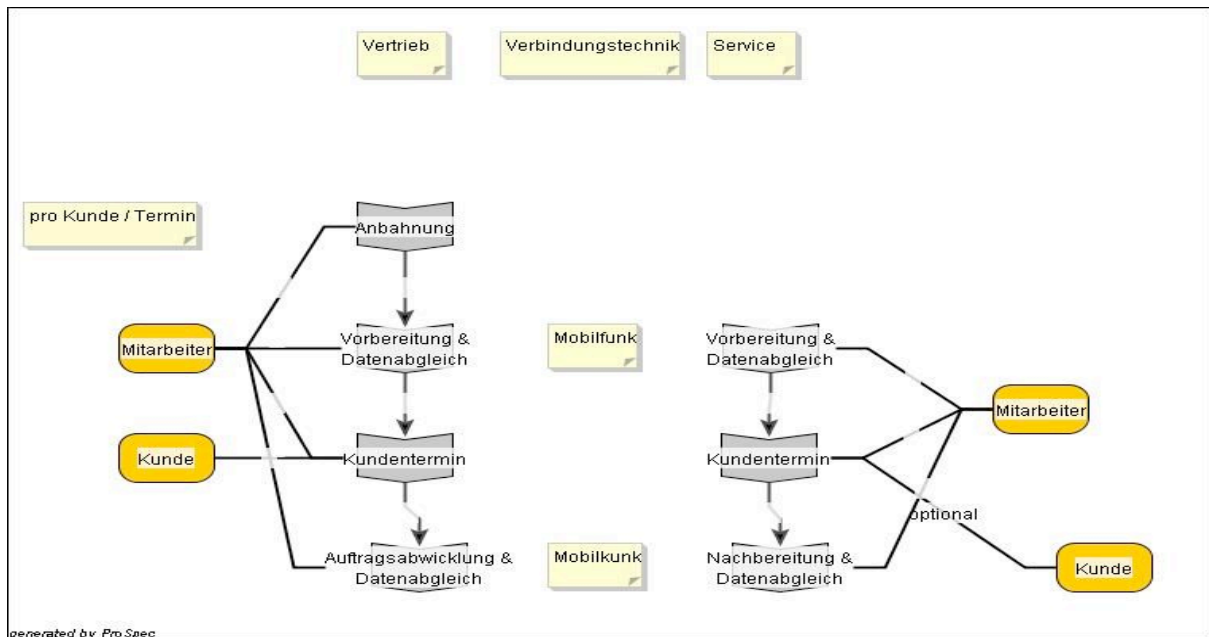 Vertrieb
Verbindungstechnik
Service
pro Kunde / Termin
Anbahnung
Mitarbeiter
Vorbereitung &
Datenabgleich
Mobilfunk
Vorbereitung &
Datenabgleich
Mitarbeiter
Kunde
Kundentermin
Kundentermin
optional
Auftragsabwicklung &
Datenabgleich
Mobilkunk
Nachbereitung &
Datenabgleich
Kunde
generated by ProSpec